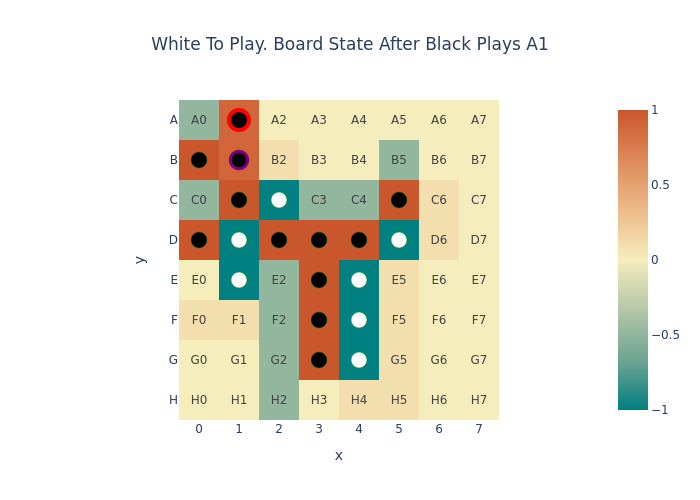 White To Play. Board State After Black Plays A1
A A0 A2 A3 A4 A5 A6 A7
B B2 B3 B4 B5 B6 B7
C C0 C3 C4 C6 C7
D D6 D7
E E0 E2 E5 E6 E7
F F0 F1 F2 F5 F6 F7
G G0 G1 G2 G5 G6 G7
H H0 H1 H2 H3 H4 H5 H6 H7
0 1 2 3 4 5 6 7
x
y
1
0.5
0
−0.5
−1